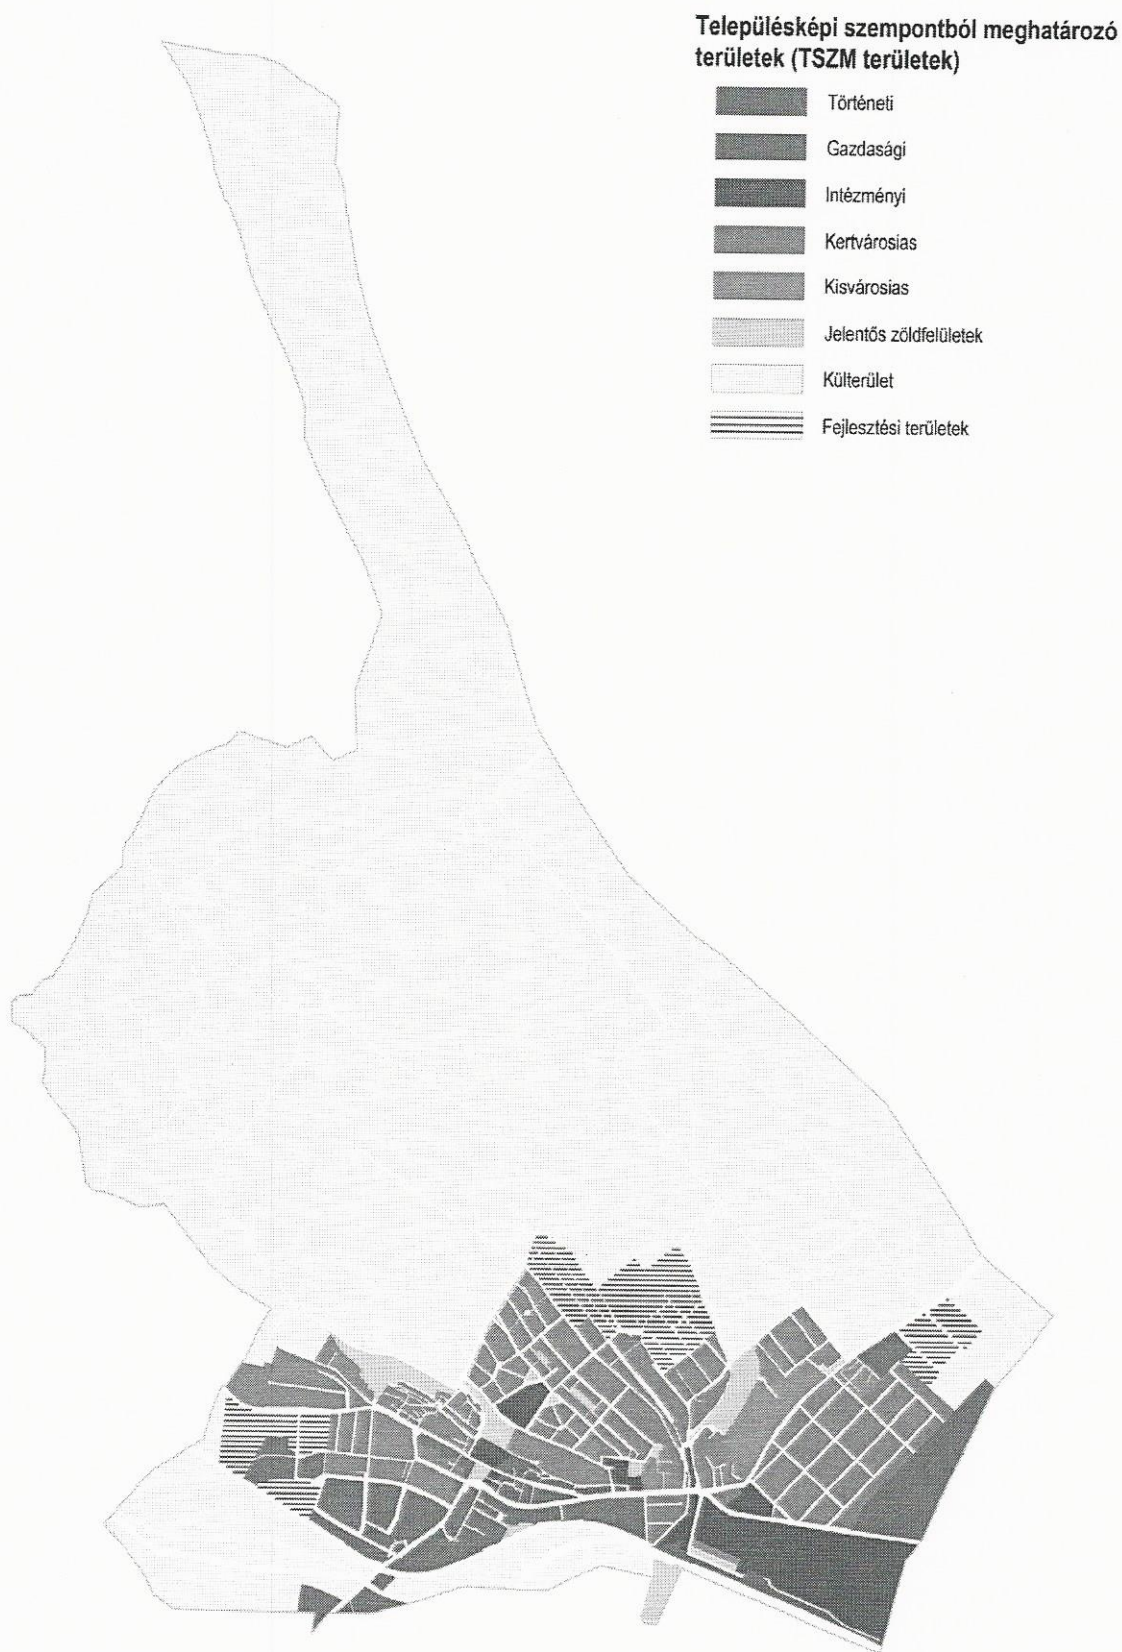 Településképi szempontból meghatározó
területek (TSZM területek)
Történeti
Gazdasági
Intézményi
Kertvárosias
Kisvárosias
Jelentős zöldfelületek
Külterület
Fejlesztési területek